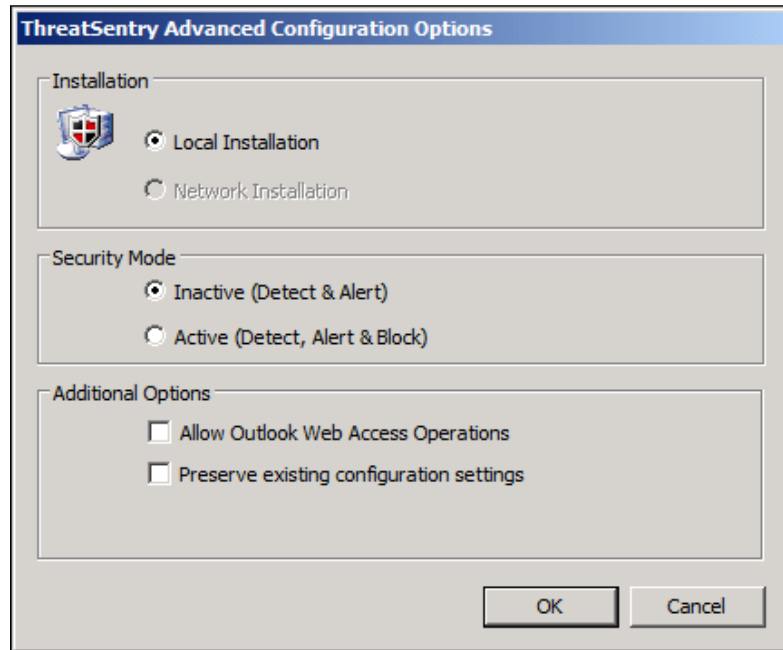 ThreatSentry Advanced Configuration Options
Installation
Local Installation
Network Installation
Security Mode
Inactive (Detect & Alert)
Active (Detect, Alert & Block)
Additional Options
Allow Outlook Web Access Operations
Preserve existing configuration settings
OK Cancel